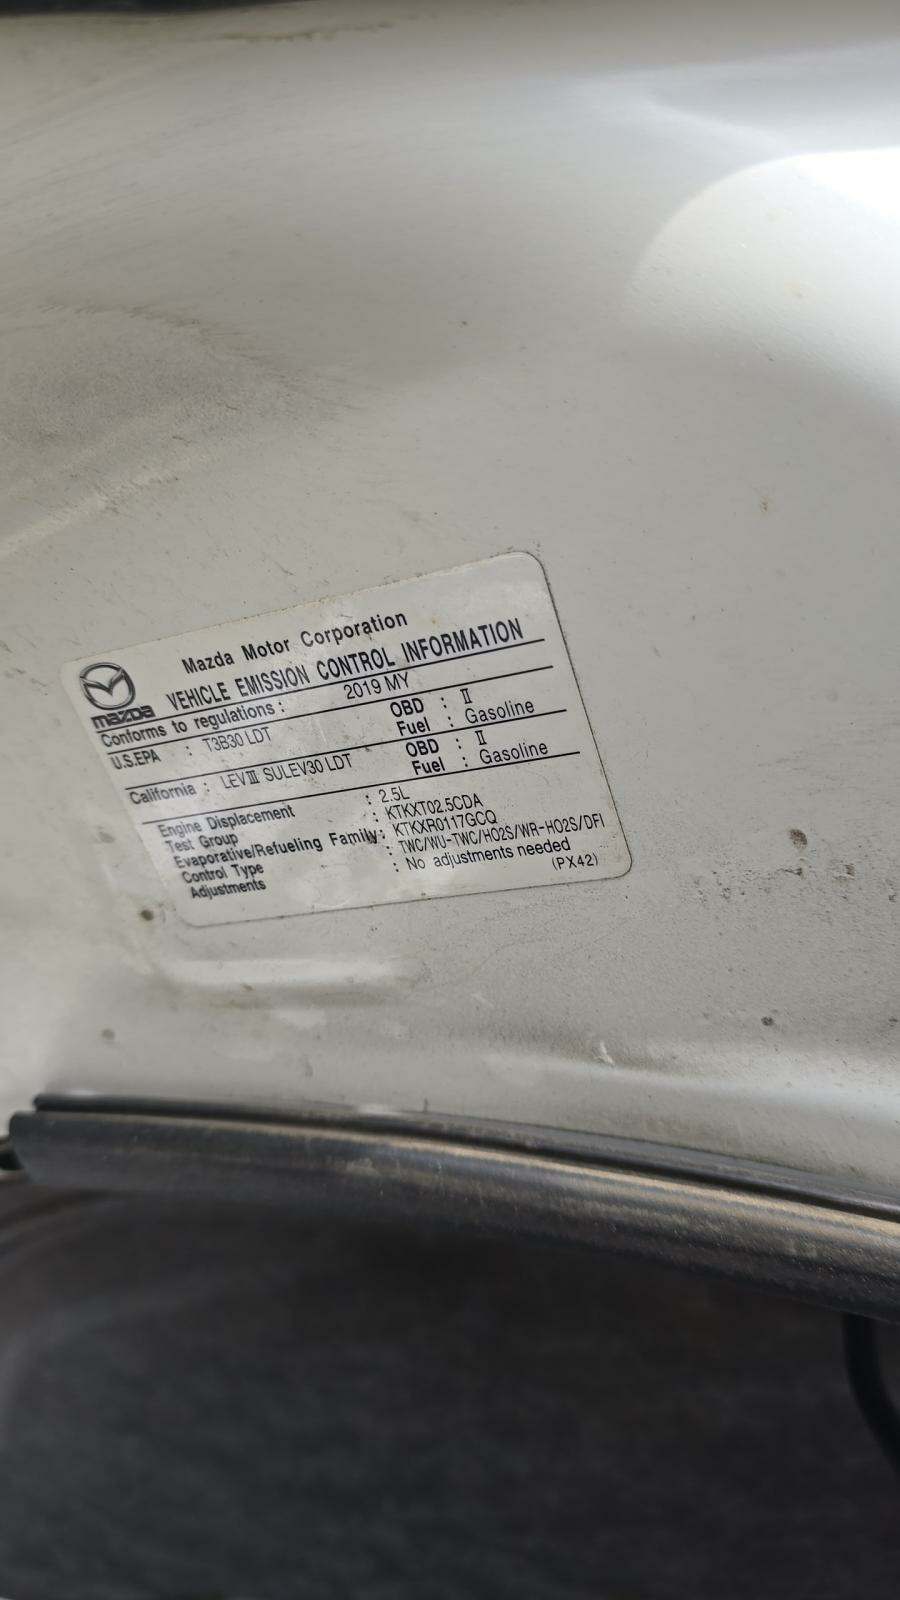 Mazda Motor Corporation
mazda
VEHICLE EMISSION CONTROL INFORMATION
Conforms to regulations : 2019 MY
U.S.EPA : T3B30 LDT OBD : II
Fuel : Gasoline
California : LEVIII SULEV30 LDT OBD : II
Fuel : Gasoline
Engine Displacement : 2.5L
Test Group : KTKXT02.5CDA
Evaporative/Refueling Family : KTKXR0117GCQ
Control Type : TWC/WU-TWC/HO2S/WR-HO2S/DFI
Adjustments : No adjustments needed
(PX42)